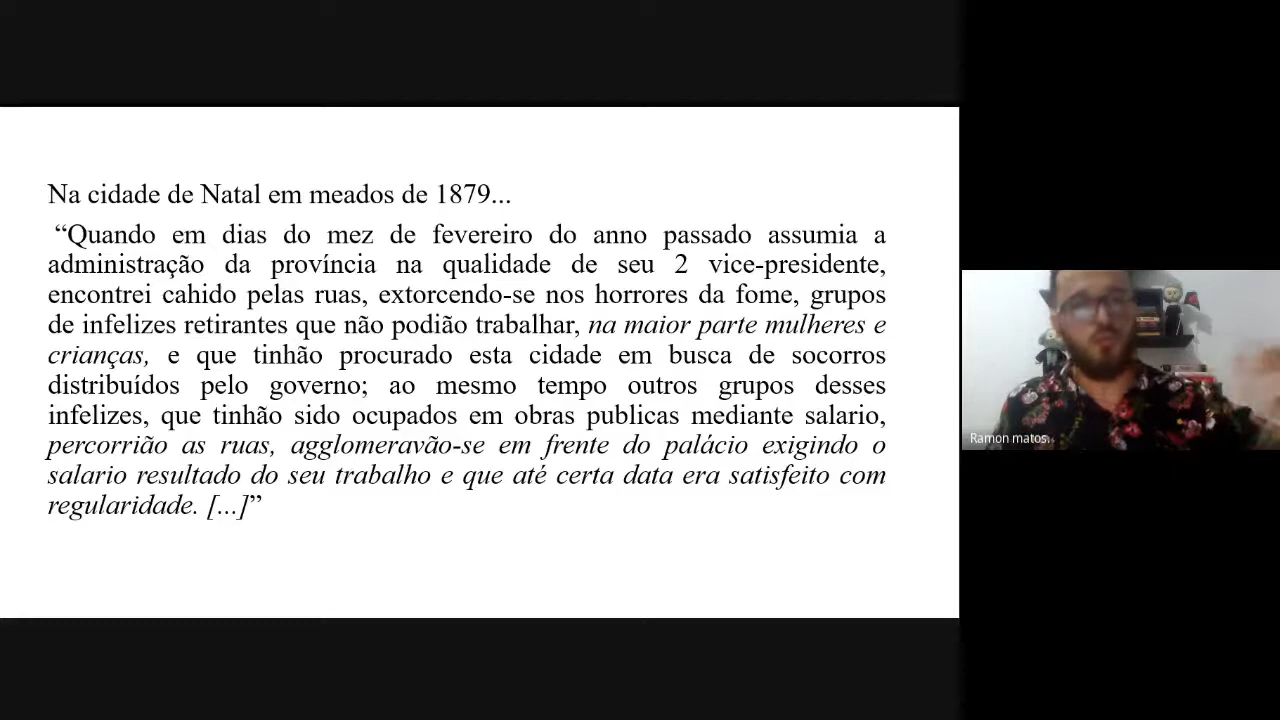 Na cidade de Natal em meados de 1879...
“Quando em dias do mez de fevereiro do anno passado assumia a
administração da província na qualidade de seu 2 vice-presidente,
encontrei cahido pelas ruas, extorcendo-se nos horrores da fome, grupos
de infelizes retirantes que não podião trabalhar, na maior parte mulheres e
crianças, e que tinhão procurado esta cidade em busca de socorros
distribuídos pelo governo; ao mesmo tempo outros grupos desses
infelizes, que tinhão sido ocupados em obras publicas mediante salario,
percorrião as ruas, agglomeravão-se em frente do palácio exigindo o
salario resultado do seu trabalho e que até certa data era satisfeito com
regularidade. [...]”
Ramon matos.